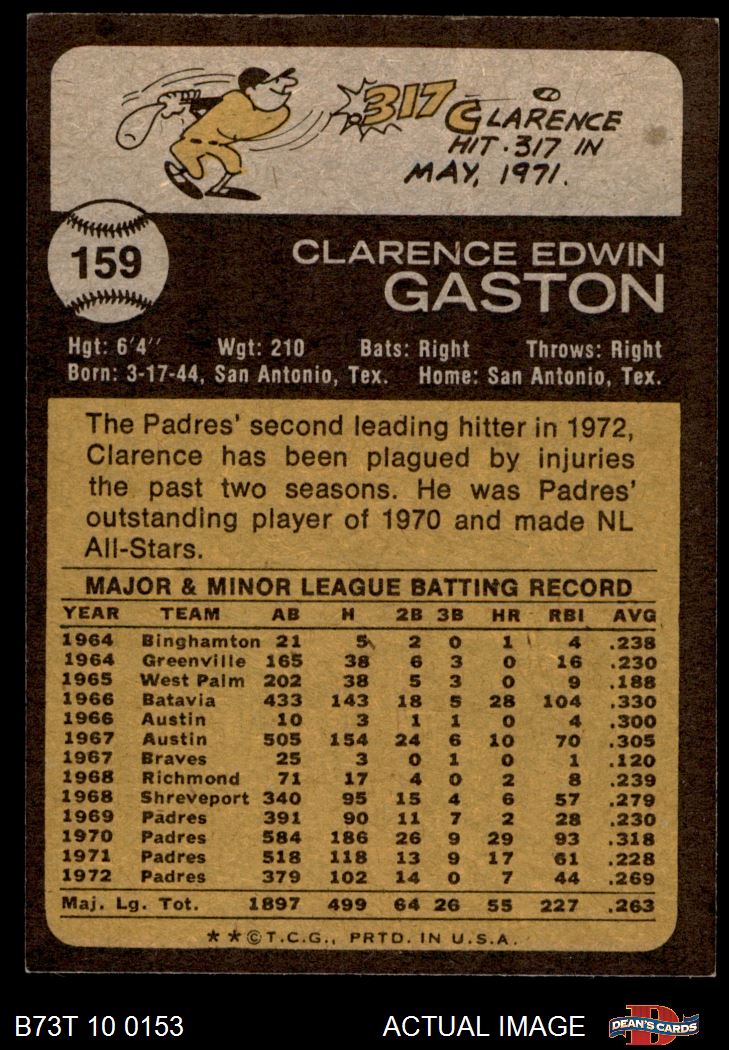 .317 CLARENCE
HIT .317 IN
MAY, 1971.
159
CLARENCE EDWIN
GASTON
Hgt: 6'4" Wgt: 210 Bats: Right Throws: Right
Born: 3-17-44, San Antonio, Tex. Home: San Antonio, Tex.
The Padres' second leading hitter in 1972,
Clarence has been plagued by injuries
the past two seasons. He was Padres'
outstanding player of 1970 and made NL
All-Stars.
MAJOR & MINOR LEAGUE BATTING RECORD
YEAR TEAM AB H 2B 3B HR RBI AVG
1964 Binghamton 21 5 2 0 1 4 .238
1964 Greenville 165 38 6 3 0 16 .230
1965 West Palm 202 38 5 3 0 9 .188
1966 Batavia 433 143 18 5 28 104 .330
1966 Austin 10 3 1 1 0 4 .300
1967 Austin 505 154 24 6 10 70 .305
1967 Braves 25 3 0 1 0 1 .120
1968 Richmond 71 17 4 0 2 8 .239
1968 Shreveport 340 95 15 4 6 57 .279
1969 Padres 391 90 11 7 2 28 .230
1970 Padres 584 186 26 9 29 93 .318
1971 Padres 518 118 13 9 17 61 .228
1972 Padres 379 102 14 0 7 44 .269
Maj. Lg. Tot. 1897 499 64 26 55 227 .263
★ ★ © T.C.G., PRTD. IN U.S.A.
B73T 10 0153 ACTUAL IMAGE D DEAN'S CARDS